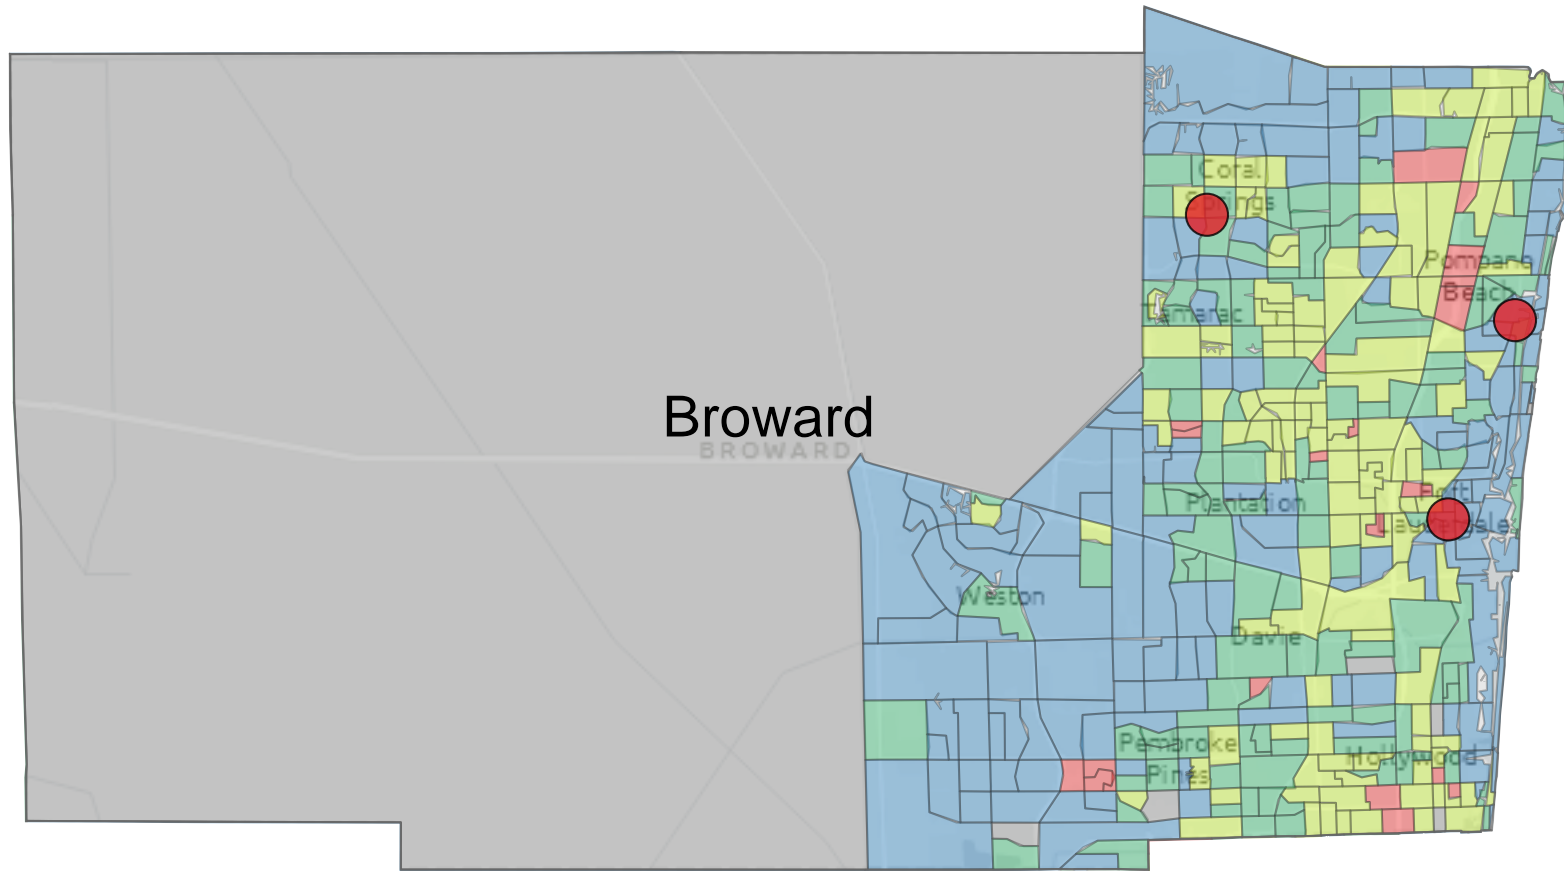 Coral
Springs
Pompano
Beach
Tamarac
Broward
BROWARD
Plantation
Fort
Lauderdale
Weston
Davie
Pembroke
Pines
Hollywood